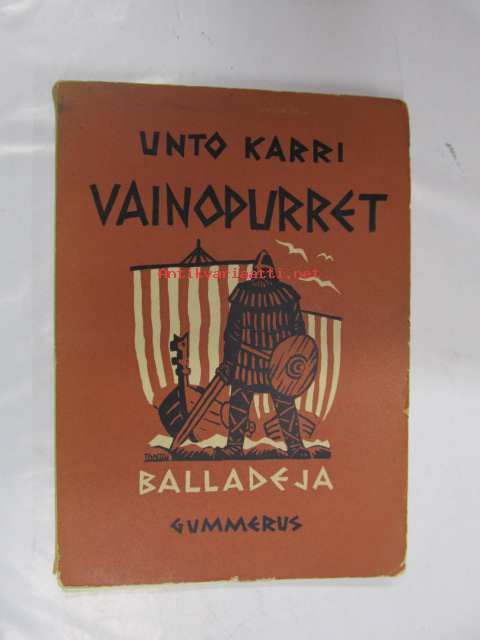 UNTO KARRI
VAINOPURRET
Antikvariaatti.net
BALLADEJA
GUMMERUS